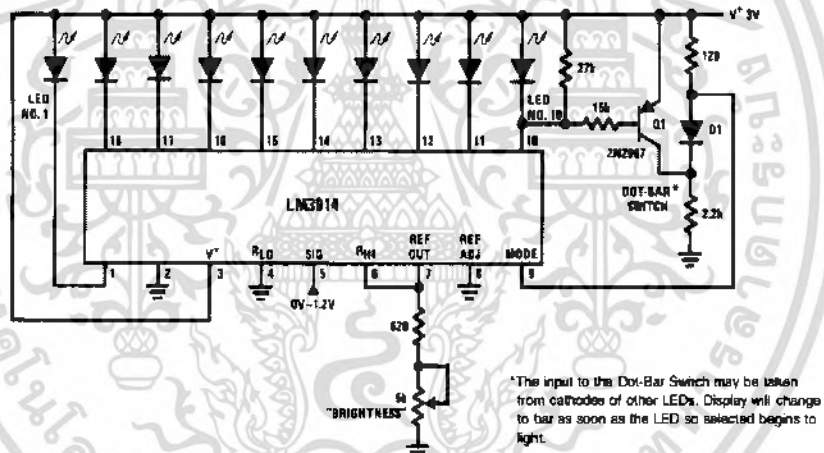 V⁺ 3V
LED
NO. 1
27k
120
LED
NO. 10
15k
Q1
D1
2N2907
18 17 16 15 14 13 12 11 10
DOT-BAR*
SWITCH
2.2k
LM3914
V⁺ RLO SIG RHI REF OUT REF ADJ MODE
1 2 3 4 5 6 7 8 9
0V-1.2V
620
5k
"BRIGHTNESS"
*The input to the Dot-Bar Switch may be taken
from cathodes of other LEDs. Display will change
to bar as soon as the LED so selected begins to
light.